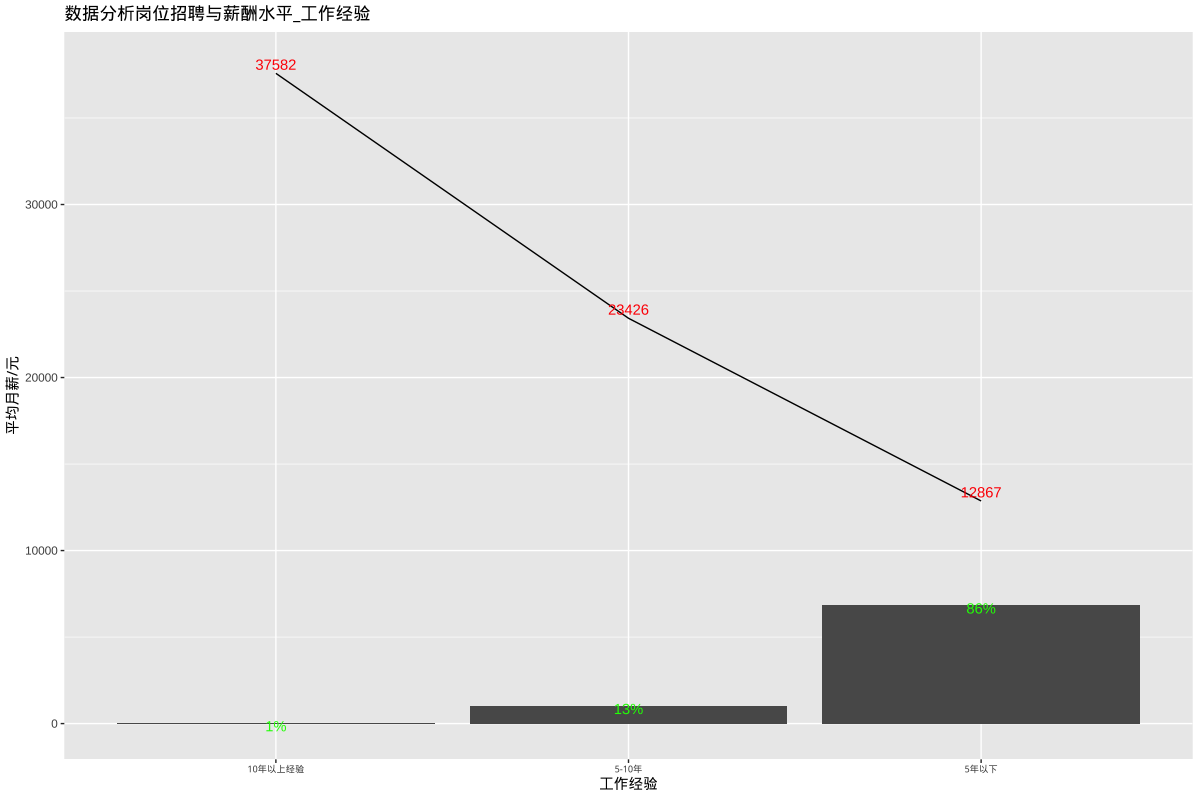 数据分析岗位招聘与薪酬水平_工作经验
37582
30000
23426
20000
平均月薪/元
12867
10000
86%
13%
0
1%
10年以上经验
5-10年
5年以下
工作经验